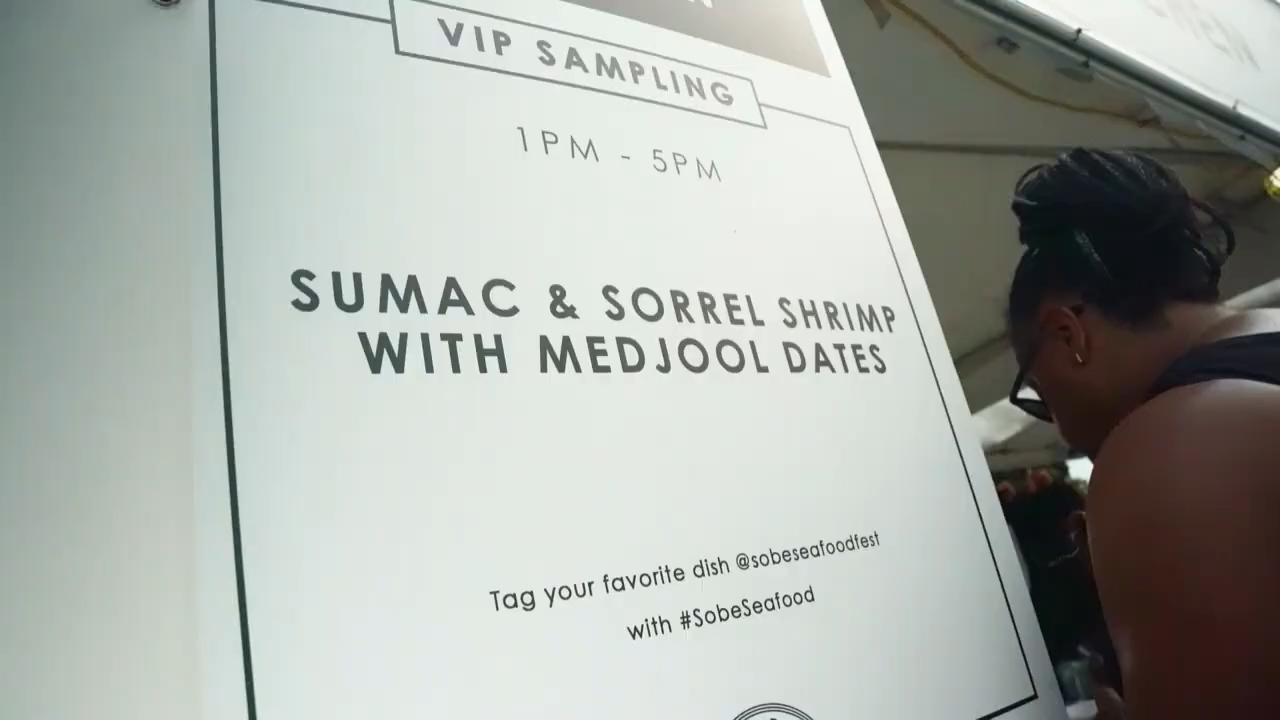 VIP SAMPLING
1PM - 5PM
SUMAC & SORREL SHRIMP
WITH MEDJOOL DATES
Tag your favorite dish @sobeseafoodfest
with #SobeSeafood